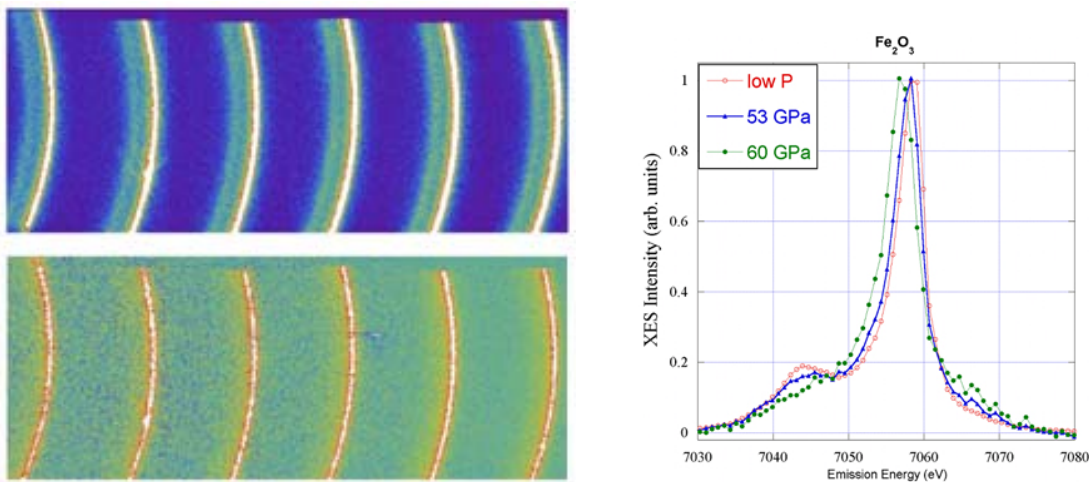 Fe2O3
low P
53 GPa
60 GPa
XES Intensity (arb. units)
1
0.8
0.6
0.4
0.2
0
7030 7040 7050 7060 7070 7080
Emission Energy (eV)